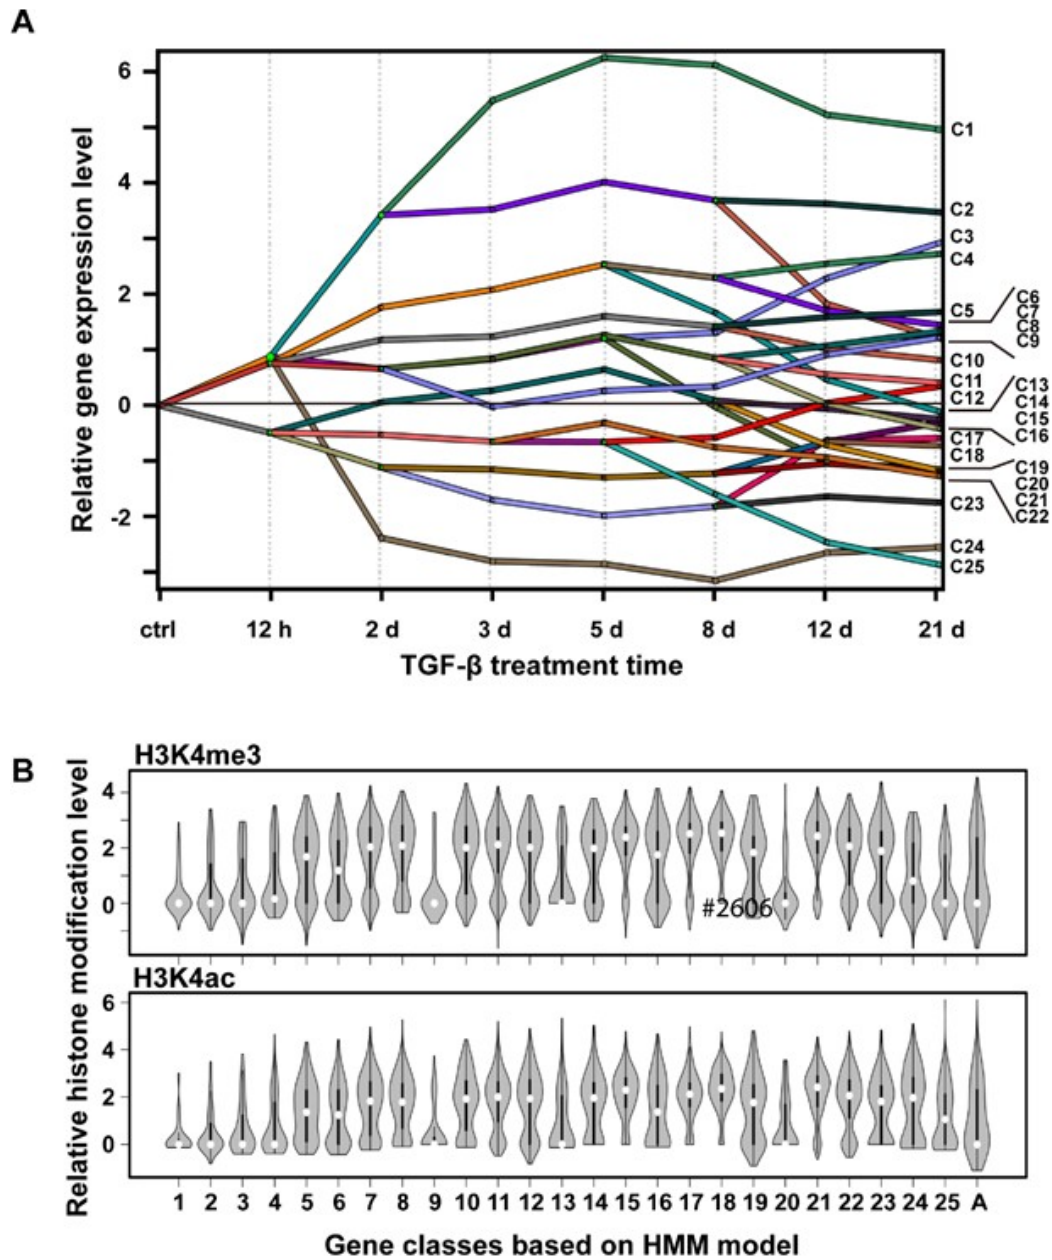 A
Relative gene expression level
6
4
2
0
-2
C1
C2
C3
C4
C5
C6
C7
C8
C9
C10
C11
C12
C13
C14
C15
C16
C17
C18
C19
C20
C21
C22
C23
C24
C25
ctrl 12 h 2 d 3 d 5 d 8 d 12 d 21 d
TGF-β treatment time
B
Relative histone modification level
H3K4me3
4
2
0
#2606
H3K4ac
6
4
2
0
1 2 3 4 5 6 7 8 9 10 11 12 13 14 15 16 17 18 19 20 21 22 23 24 25 A
Gene classes based on HMM model